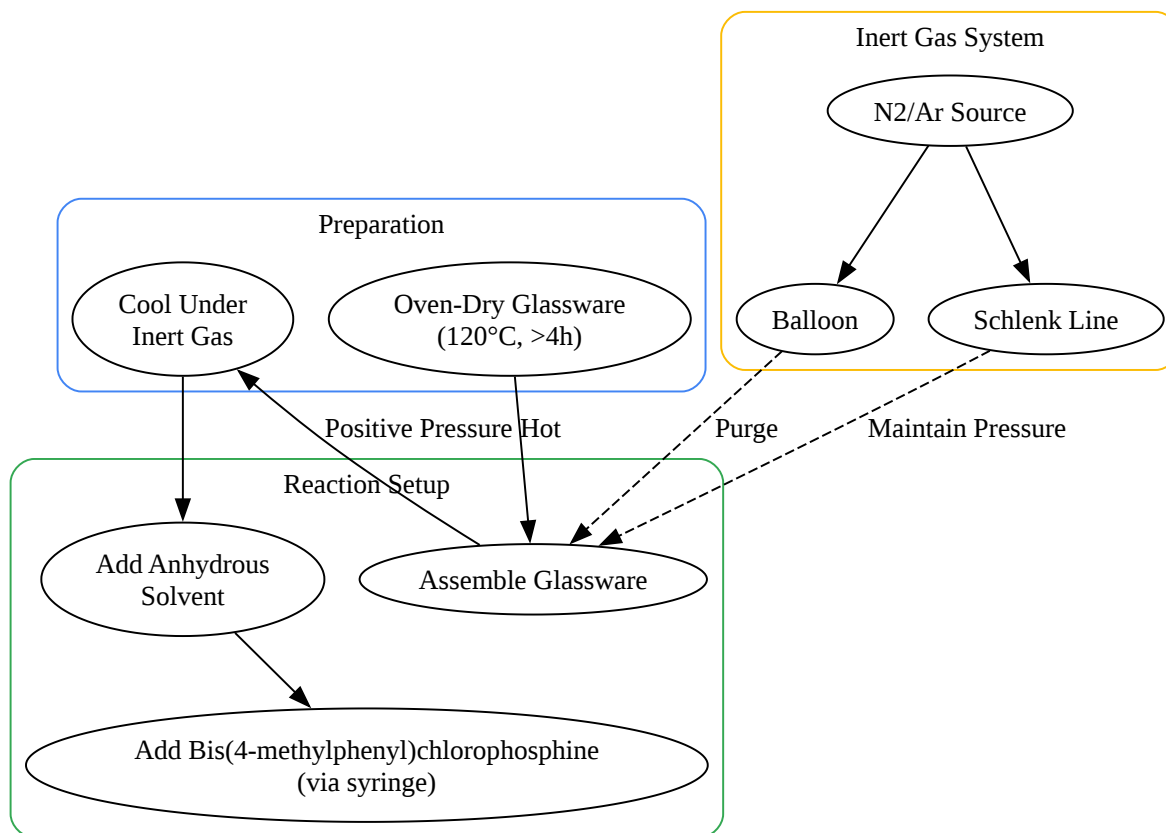 Inert Gas System
N2/Ar Source
Balloon
Schlenk Line
Preparation
Cool Under
Inert Gas
Oven-Dry Glassware
(120°C, >4h)
Positive Pressure
Hot
Purge
Maintain Pressure
Reaction Setup
Add Anhydrous
Solvent
Assemble Glassware
Add Bis(4-methylphenyl)chlorophosphine
(via syringe)